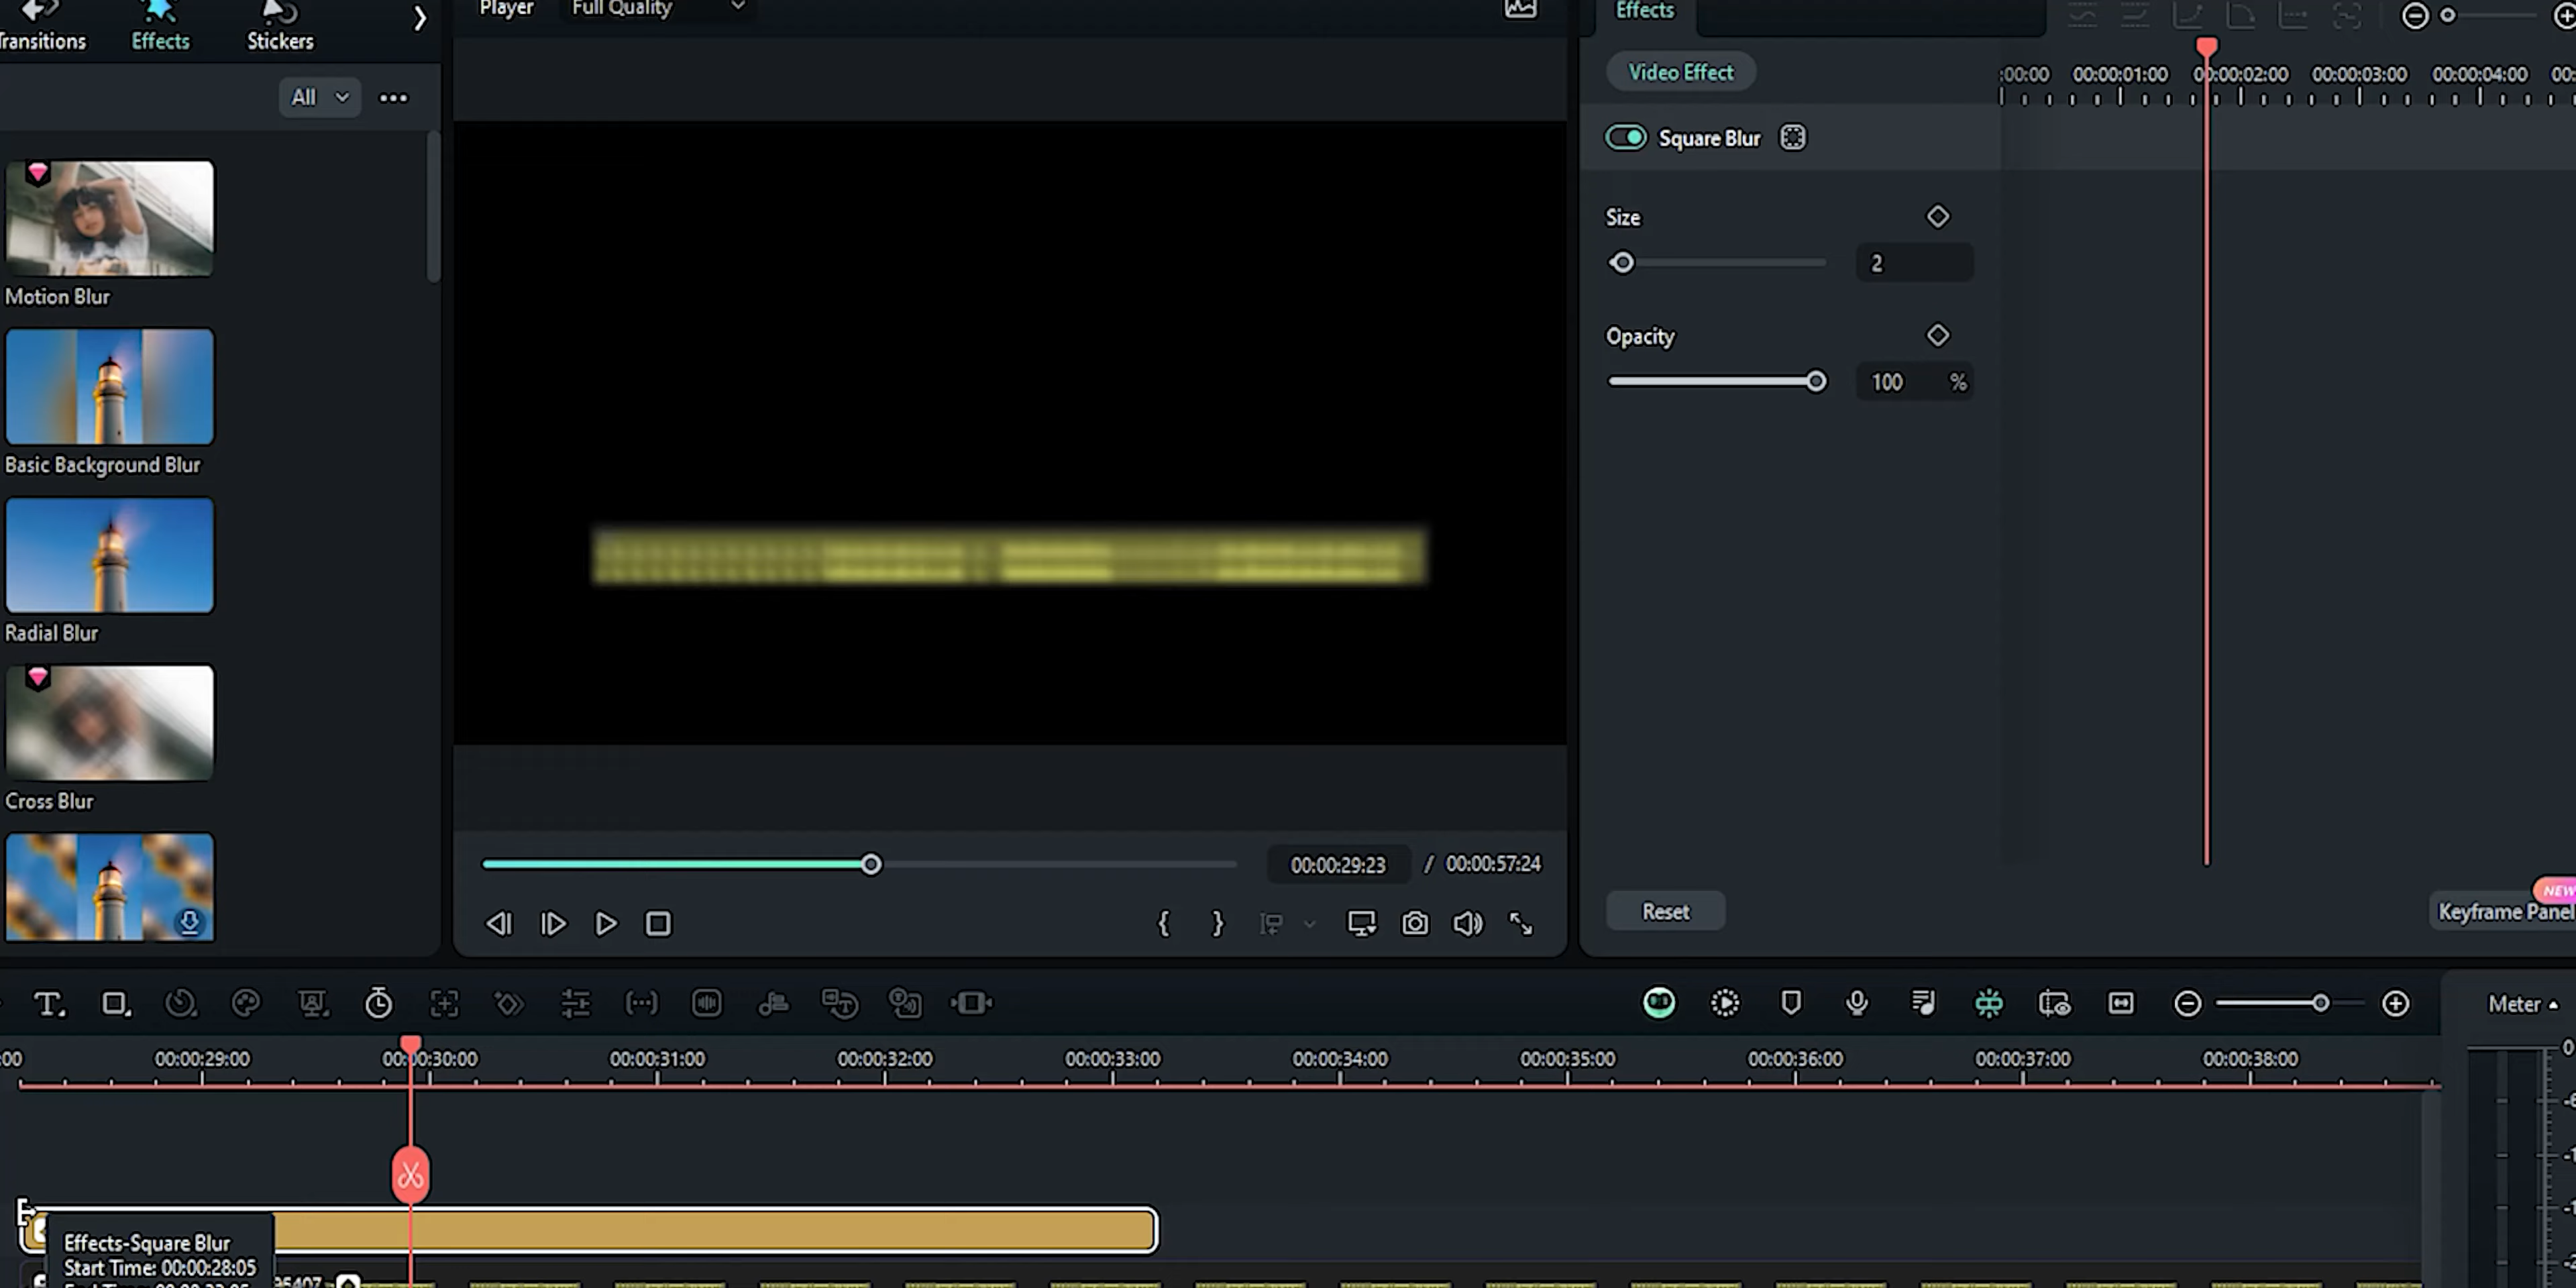 Transitions Effects Stickers
All
Motion Blur
Basic Background Blur
Radial Blur
Cross Blur
Player Full Quality
00:00:29:23 / 00:00:57:24
Effects
Video Effect
Square Blur
Size
2
Opacity
100 %
Reset
:00:00 00:00:01:00 00:00:02:00 00:00:03:00 00:00:04:00 00:
NEW
Keyframe Panel
Meter
:00 00:00:29:00 00:00:30:00 00:00:31:00 00:00:32:00 00:00:33:00 00:00:34:00 00:00:35:00 00:00:36:00 00:00:37:00 00:00:38:00
0
Effects-Square Blur
Start Time: 00:00:28:05